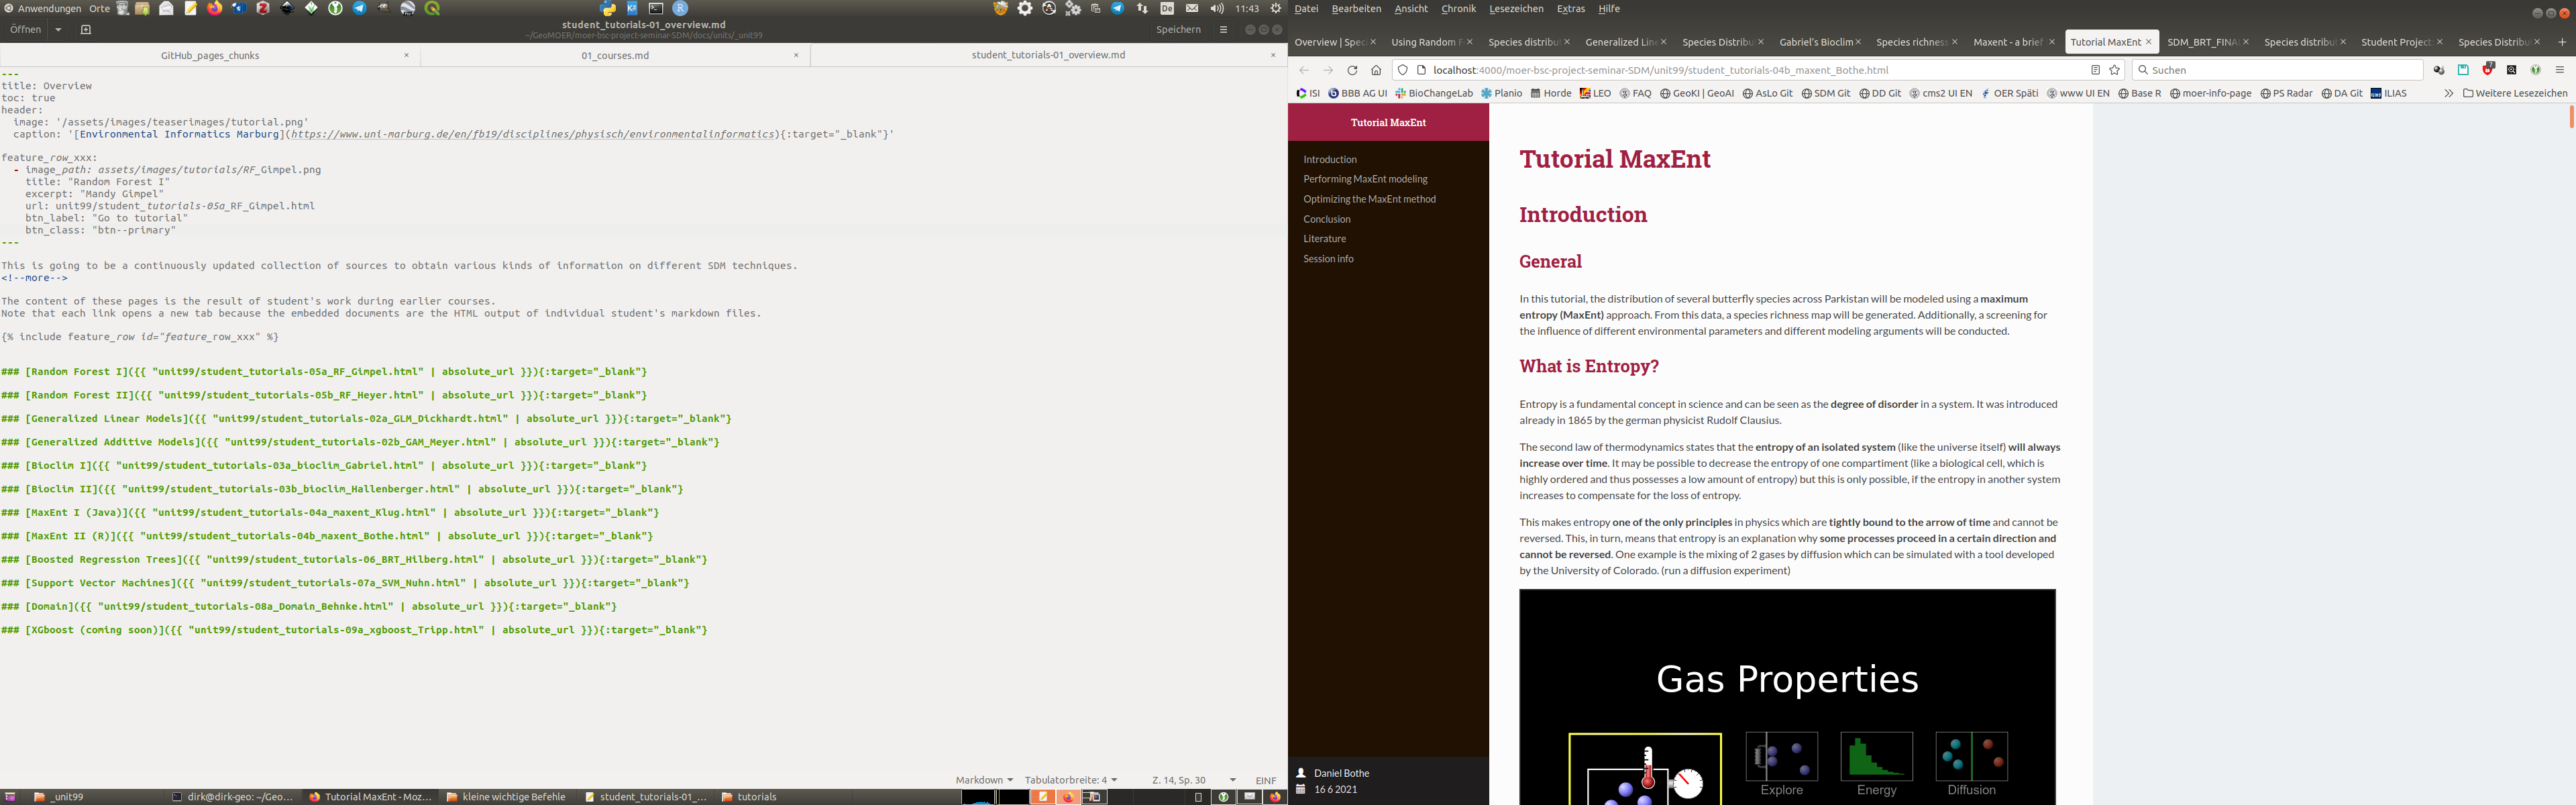 Anwendungen Orte
De 11:43
Öffnen
student_tutorials-01_overview.md
~/GeoMOER/moer-bsc-project-seminar-SDM/docs/units/_unit99
Speichern
GitHub_pages_chunks × 01_courses.md × student_tutorials-01_overview.md ×
---
title: Overview
toc: true
header:
  image: '/assets/images/teaserimages/tutorial.png'
  caption: '[Environmental Informatics Marburg](https://www.uni-marburg.de/en/fb19/disciplines/physisch/environmentalinformatics){:target="_blank"}'
feature_row_xxx:
  - image_path: assets/images/tutorials/RF_Gimpel.png
    title: "Random Forest I"
    excerpt: "Mandy Gimpel"
    url: unit99/student_tutorials-05a_RF_Gimpel.html
    btn_label: "Go to tutorial"
    btn_class: "btn--primary"
---
This is going to be a continuously updated collection of sources to obtain various kinds of information on different SDM techniques.
<!--more-->
The content of these pages is the result of student's work during earlier courses.
Note that each link opens a new tab because the embedded documents are the HTML output of individual student's markdown files.
{% include feature_row id="feature_row_xxx" %}
### [Random Forest I]({{ "unit99/student_tutorials-05a_RF_Gimpel.html" | absolute_url }}){:target="_blank"}
### [Random Forest II]({{ "unit99/student_tutorials-05b_RF_Heyer.html" | absolute_url }}){:target="_blank"}
### [Generalized Linear Models]({{ "unit99/student_tutorials-02a_GLM_Dickhardt.html" | absolute_url }}){:target="_blank"}
### [Generalized Additive Models]({{ "unit99/student_tutorials-02b_GAM_Meyer.html" | absolute_url }}){:target="_blank"}
### [Bioclim I]({{ "unit99/student_tutorials-03a_bioclim_Gabriel.html" | absolute_url }}){:target="_blank"}
### [Bioclim II]({{ "unit99/student_tutorials-03b_bioclim_Hallenberger.html" | absolute_url }}){:target="_blank"}
### [MaxEnt I (Java)]({{ "unit99/student_tutorials-04a_maxent_Klug.html" | absolute_url }}){:target="_blank"}
### [MaxEnt II (R)]({{ "unit99/student_tutorials-04b_maxent_Bothe.html" | absolute_url }}){:target="_blank"}
### [Boosted Regression Trees]({{ "unit99/student_tutorials-06_BRT_Hilberg.html" | absolute_url }}){:target="_blank"}
### [Support Vector Machines]({{ "unit99/student_tutorials-07a_SVM_Nuhn.html" | absolute_url }}){:target="_blank"}
### [Domain]({{ "unit99/student_tutorials-08a_Domain_Behnke.html" | absolute_url }}){:target="_blank"}
### [XGboost (coming soon)]({{ "unit99/student_tutorials-09a_xgboost_Tripp.html" | absolute_url }}){:target="_blank"}
Markdown Tabulatorbreite: 4 Z. 14, Sp. 30 EINF
_unit99 dirk@dirk-geo: ~/Geo... Tutorial MaxEnt - Moz... kleine wichtige Befehle student_tutorials-01_... tutorials
Datei Bearbeiten Ansicht Chronik Lesezeichen Extras Hilfe
Overview | Spec Using Random F Species distribut Generalized Line Species Distribu Gabriel's Bioclim Species richness Maxent - a brief Tutorial MaxEnt SDM_BRT_FINAL Species distribut Student Project Species Distribu
localhost:4000/moer-bsc-project-seminar-SDM/unit99/student_tutorials-04b_maxent_Bothe.html Suchen
ISI BBB AG UI BioChangeLab Planio Horde LEO FAQ GeoKI | GeoAI AsLo Git SDM Git DD Git cms2 UI EN OER Späti www UI EN Base R moer-info-page PS Radar DA Git ILIAS Weitere Lesezeichen
Tutorial MaxEnt
Introduction
Performing MaxEnt modeling
Optimizing the MaxEnt method
Conclusion
Literature
Session info
Daniel Bothe
16 6 2021
Tutorial MaxEnt
Introduction
General
In this tutorial, the distribution of several butterfly species across Parkistan will be modeled using a maximum
entropy (MaxEnt) approach. From this data, a species richness map will be generated. Additionally, a screening for
the influence of different environmental parameters and different modeling arguments will be conducted.
What is Entropy?
Entropy is a fundamental concept in science and can be seen as the degree of disorder in a system. It was introduced
already in 1865 by the german physicist Rudolf Clausius.
The second law of thermodynamics states that the entropy of an isolated system (like the universe itself) will always
increase over time. It may be possible to decrease the entropy of one compartiment (like a biological cell, which is
highly ordered and thus possesses a low amount of entropy) but this is only possible, if the entropy in another system
increases to compensate for the loss of entropy.
This makes entropy one of the only principles in physics which are tightly bound to the arrow of time and cannot be
reversed. This, in turn, means that entropy is an explanation why some processes proceed in a certain direction and
cannot be reversed. One example is the mixing of 2 gases by diffusion which can be simulated with a tool developed
by the University of Colorado. (run a diffusion experiment)
Gas Properties
Explore Energy Diffusion